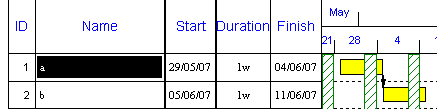 ID Name Start Duration Finish May
21 28 4
1 a 29/05/07 1w 04/06/07
2 b 05/06/07 1w 11/06/07